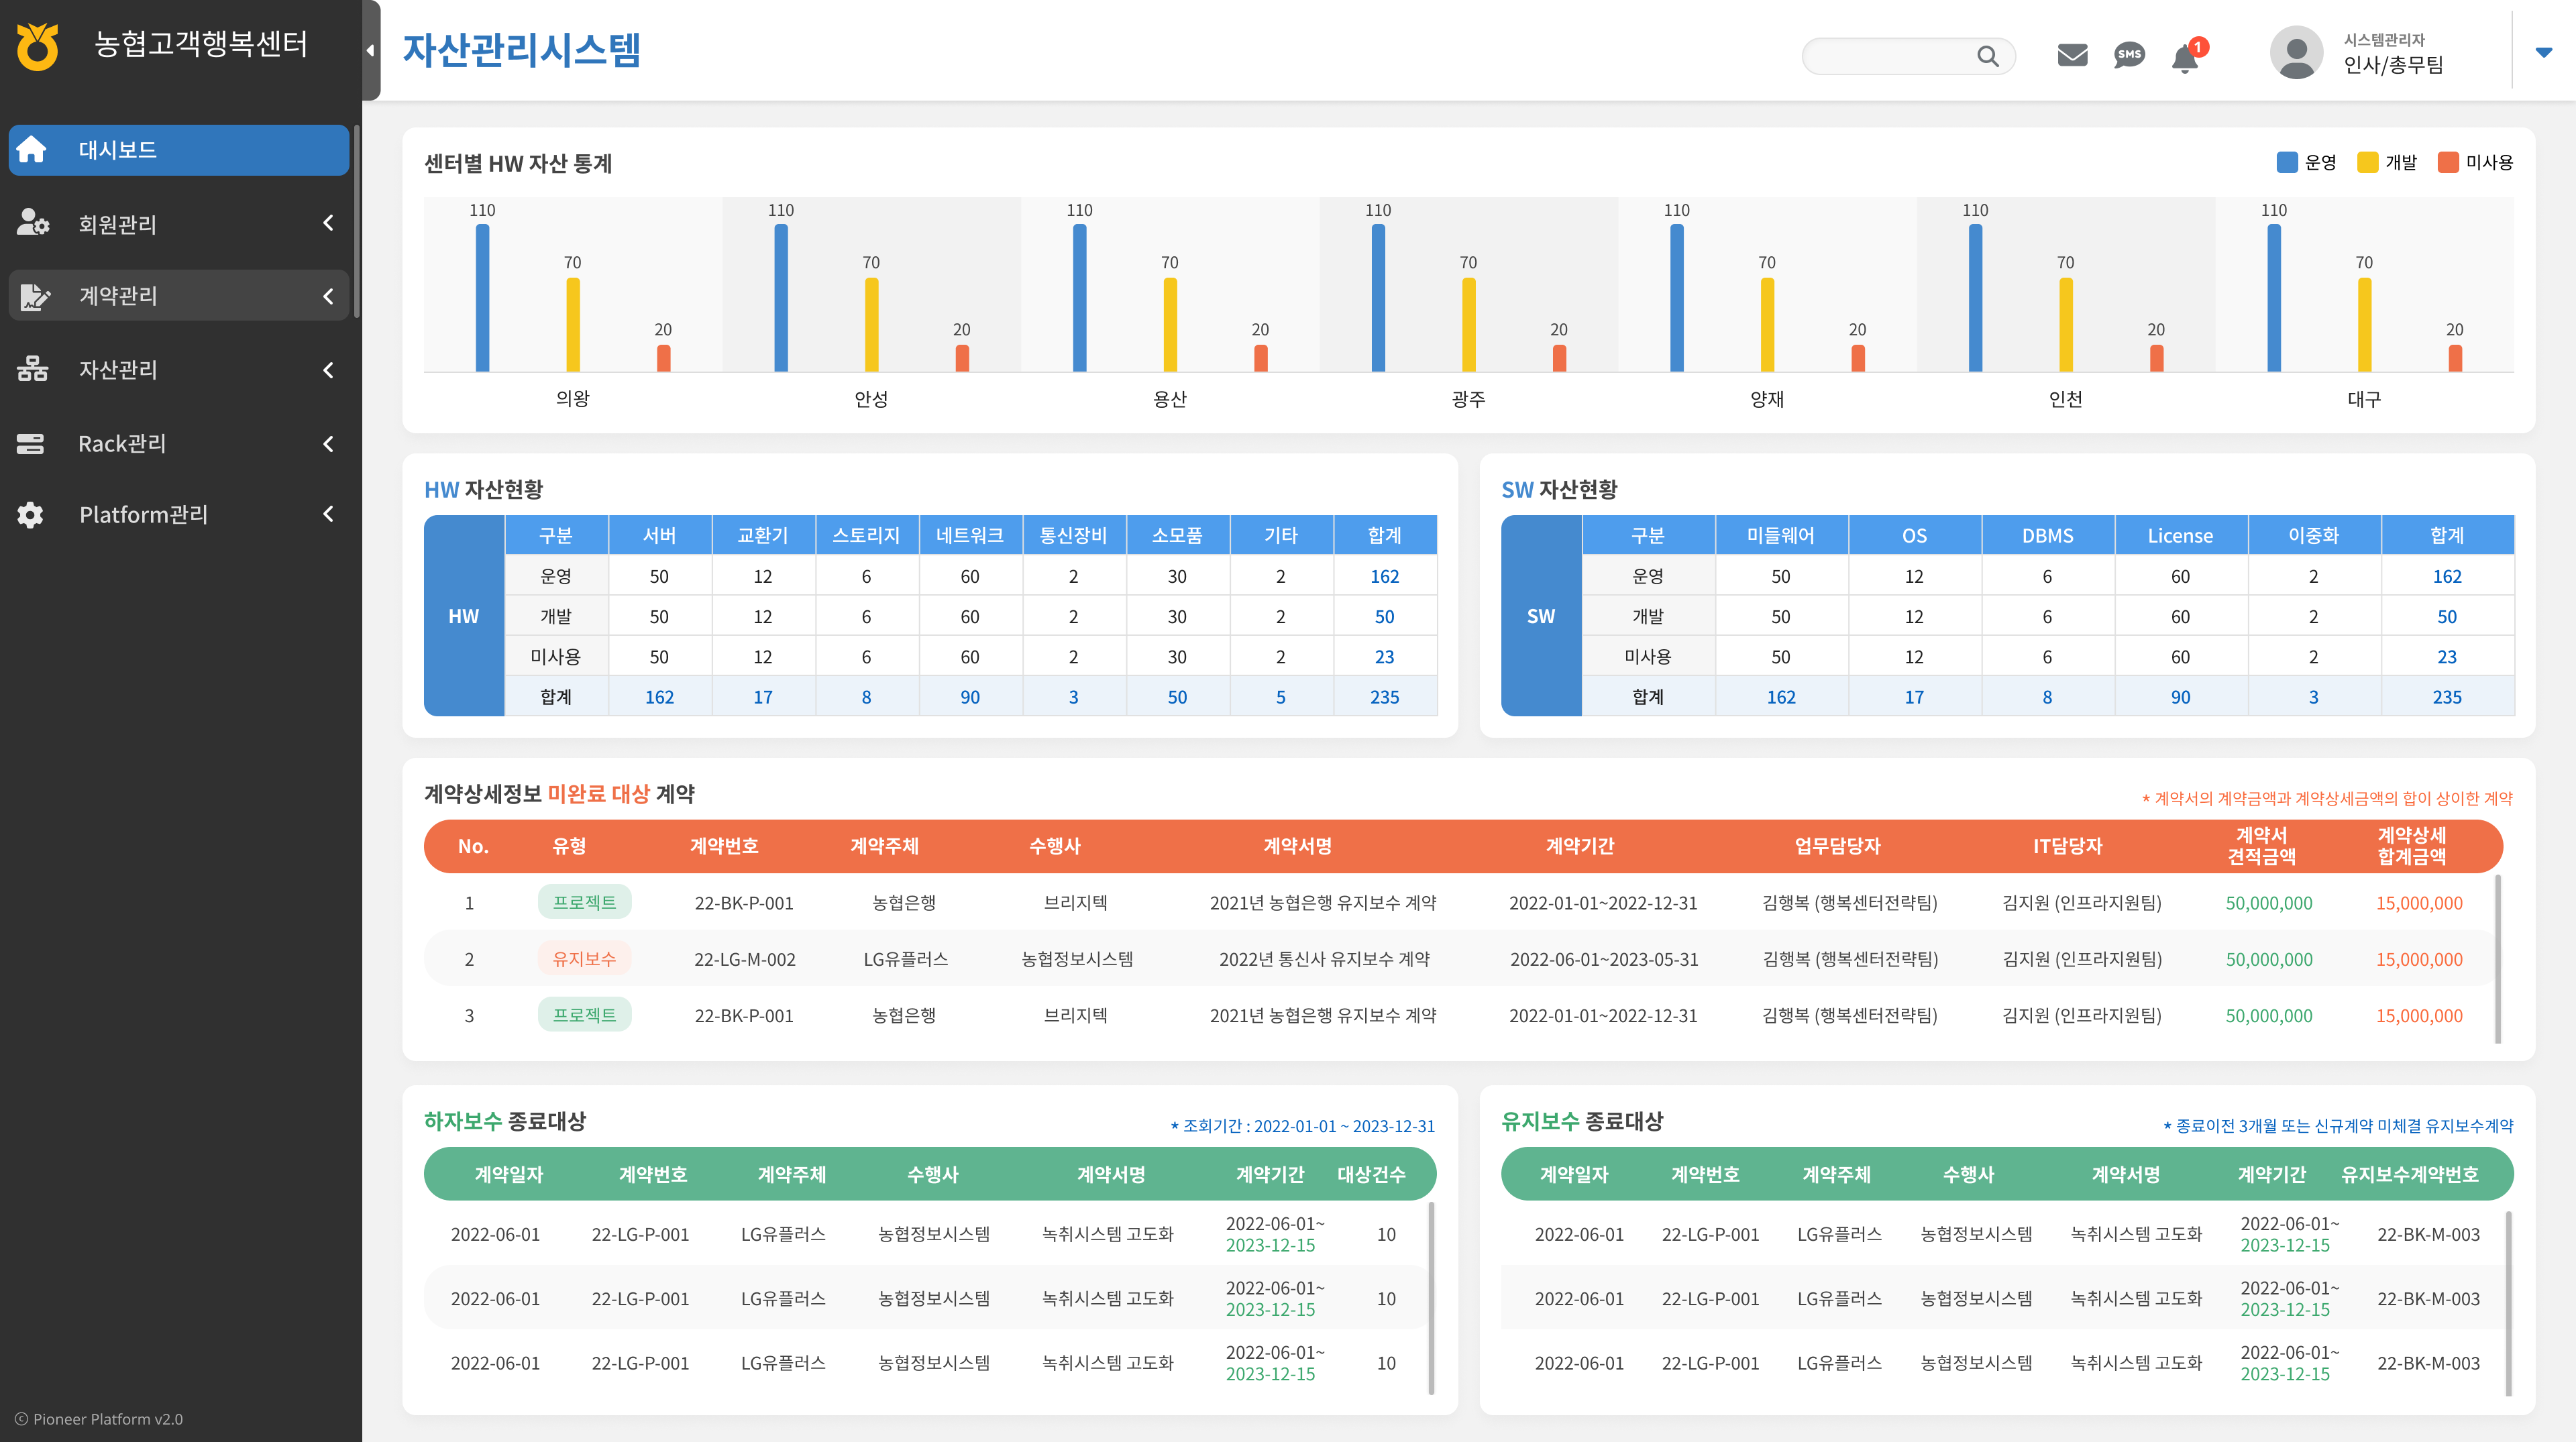 농협고객행복센터
자산관리시스템
SMS
1
시스템관리자
인사/총무팀
대시보드
회원관리
계약관리
자산관리
Rack관리
Platform관리
ⓒ Pioneer Platform v2.0
센터별 HW 자산 통계
운영 개발 미사용
110 70 20 110 70 20 110 70 20 110 70 20 110 70 20 110 70 20 110 70 20
의왕 안성 용산 광주 양재 인천 대구
HW 자산현황
HW
구분 서버 교환기 스토리지 네트워크 통신장비 소모품 기타 합계
운영 50 12 6 60 2 30 2 162
개발 50 12 6 60 2 30 2 50
미사용 50 12 6 60 2 30 2 23
합계 162 17 8 90 3 50 5 235
SW 자산현황
SW
구분 미들웨어 OS DBMS License 이중화 합계
운영 50 12 6 60 2 162
개발 50 12 6 60 2 50
미사용 50 12 6 60 2 23
합계 162 17 8 90 3 235
계약상세정보 미완료 대상 계약
* 계약서의 계약금액과 계약상세금액의 합이 상이한 계약
No. 유형 계약번호 계약주체 수행사 계약서명 계약기간 업무담당자 IT담당자 계약서 견적금액 계약상세 합계금액
1 프로젝트 22-BK-P-001 농협은행 브리지텍 2021년 농협은행 유지보수 계약 2022-01-01~2022-12-31 김행복 (행복센터전략팀) 김지원 (인프라지원팀) 50,000,000 15,000,000
2 유지보수 22-LG-M-002 LG유플러스 농협정보시스템 2022년 통신사 유지보수 계약 2022-06-01~2023-05-31 김행복 (행복센터전략팀) 김지원 (인프라지원팀) 50,000,000 15,000,000
3 프로젝트 22-BK-P-001 농협은행 브리지텍 2021년 농협은행 유지보수 계약 2022-01-01~2022-12-31 김행복 (행복센터전략팀) 김지원 (인프라지원팀) 50,000,000 15,000,000
하자보수 종료대상
* 조회기간 : 2022-01-01 ~ 2023-12-31
계약일자 계약번호 계약주체 수행사 계약서명 계약기간 대상건수
2022-06-01 22-LG-P-001 LG유플러스 농협정보시스템 녹취시스템 고도화 2022-06-01~ 2023-12-15 10
2022-06-01 22-LG-P-001 LG유플러스 농협정보시스템 녹취시스템 고도화 2022-06-01~ 2023-12-15 10
2022-06-01 22-LG-P-001 LG유플러스 농협정보시스템 녹취시스템 고도화 2022-06-01~ 2023-12-15 10
유지보수 종료대상
* 종료이전 3개월 또는 신규계약 미체결 유지보수계약
계약일자 계약번호 계약주체 수행사 계약서명 계약기간 유지보수계약번호
2022-06-01 22-LG-P-001 LG유플러스 농협정보시스템 녹취시스템 고도화 2022-06-01~ 2023-12-15 22-BK-M-003
2022-06-01 22-LG-P-001 LG유플러스 농협정보시스템 녹취시스템 고도화 2022-06-01~ 2023-12-15 22-BK-M-003
2022-06-01 22-LG-P-001 LG유플러스 농협정보시스템 녹취시스템 고도화 2022-06-01~ 2023-12-15 22-BK-M-003